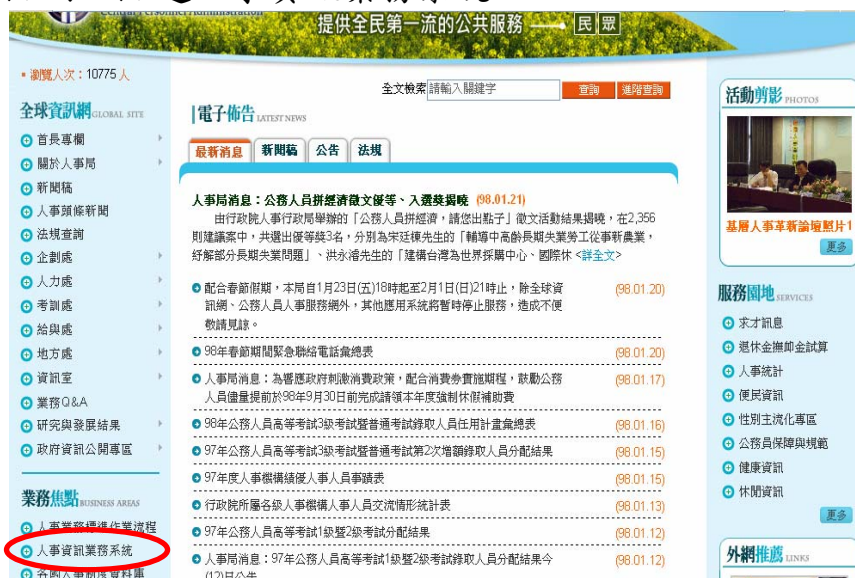 Central Personnel Administration
提供全民第一流的公共服務
民眾
瀏覽人次：10775人
全球資訊網 GLOBAL SITE
首長專欄
關於人事局
新聞稿
人事頭條新聞
法規查詢
企劃處
人力處
考訓處
給與處
地方處
資訊室
業務Q&A
研究與發展結果
政府資訊公開專區
業務焦點 BUSINESS AREAS
人事業務標準作業流程
人事資訊業務系統
各國人事制度資料庫
全文檢索 請輸入關鍵字 查詢 進階查詢
電子佈告 LATEST NEWS
最新消息 新聞稿 公告 法規
人事局消息：公務人員拼經濟徵文優等、入選獎揭曉 (98.01.21)
由行政院人事行政局舉辦的「公務人員拼經濟，請您出點子」徵文活動結果揭曉，在2,356
則建議案中，共選出優等獎3名，分別為宋廷棟先生的「輔導中高齡長期失業勞工從事新農業，
紓解部分長期失業問題」、洪永濬先生的「建構台灣為世界採購中心、國際休 <詳全文>
配合春節假期，本局自1月23日(五)18時起至2月1日(日)21時止，除全球資 (98.01.20)
訊網、公務人員人事服務網外，其他應用系統將暫時停止服務，造成不便
敬請見諒。
98年春節期間緊急聯絡電話彙總表 (98.01.20)
人事局消息：為響應政府刺激消費政策，配合消費券實施期程，鼓勵公務 (98.01.17)
人員儘量提前於98年9月30日前完成請領本年度強制休假補助費
98年公務人員高等考試3級考試暨普通考試錄取人員任用計畫彙總表 (98.01.16)
97年公務人員高等考試3級考試暨普通考試第2次增額錄取人員分配結果 (98.01.15)
97年度人事機構績優人事人員事蹟表 (98.01.15)
行政院所屬各級人事機構人事人員交流情形統計表 (98.01.13)
97年公務人員高等考試1級暨2級考試分配結果 (98.01.12)
人事局消息：97年公務人員高等考試1級暨2級考試錄取人員分配結果今 (98.01.12)
(12)日公告
活動剪影 PHOTOS
基層人事革新論壇照片1
更多
服務園地 SERVICES
求才訊息
退休金撫卹金試算
人事統計
便民資訊
性別主流化專區
公務員保障與規範
健康資訊
休閒資訊
更多
外網推薦 LINKS